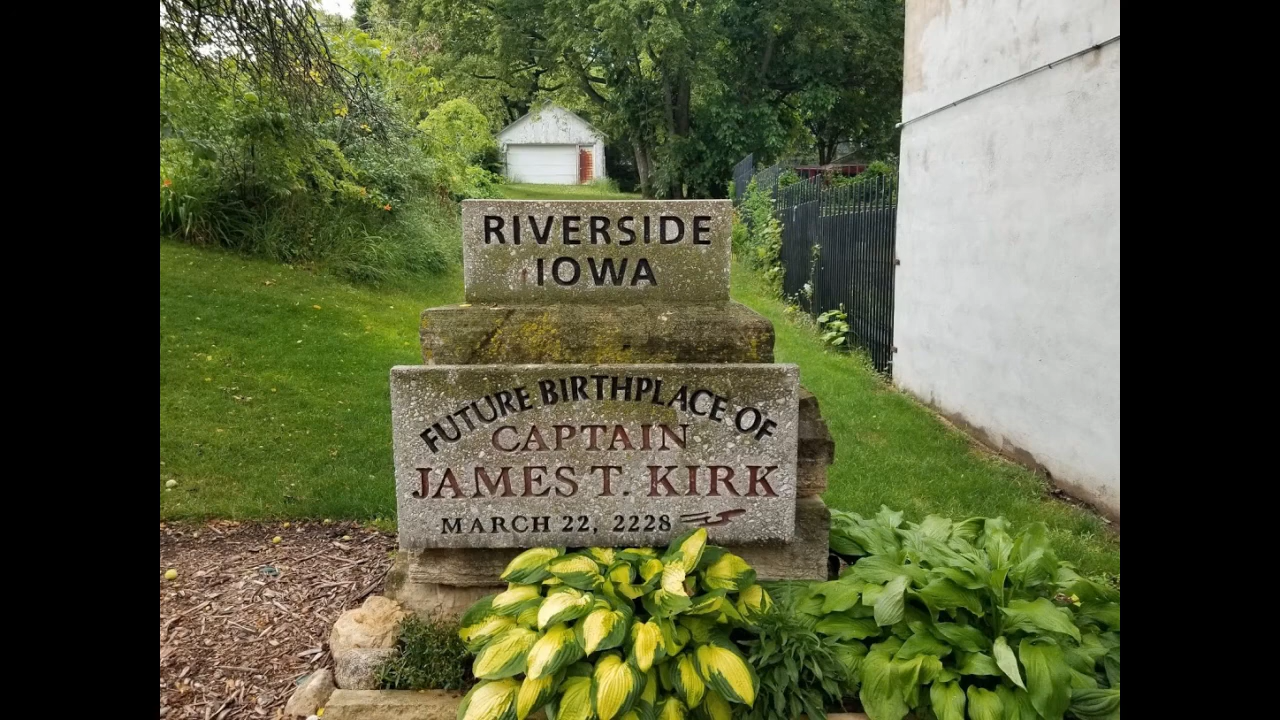 RIVERSIDE
IOWA
FUTURE BIRTHPLACE OF
CAPTAIN
JAMES T. KIRK
MARCH 22, 2228